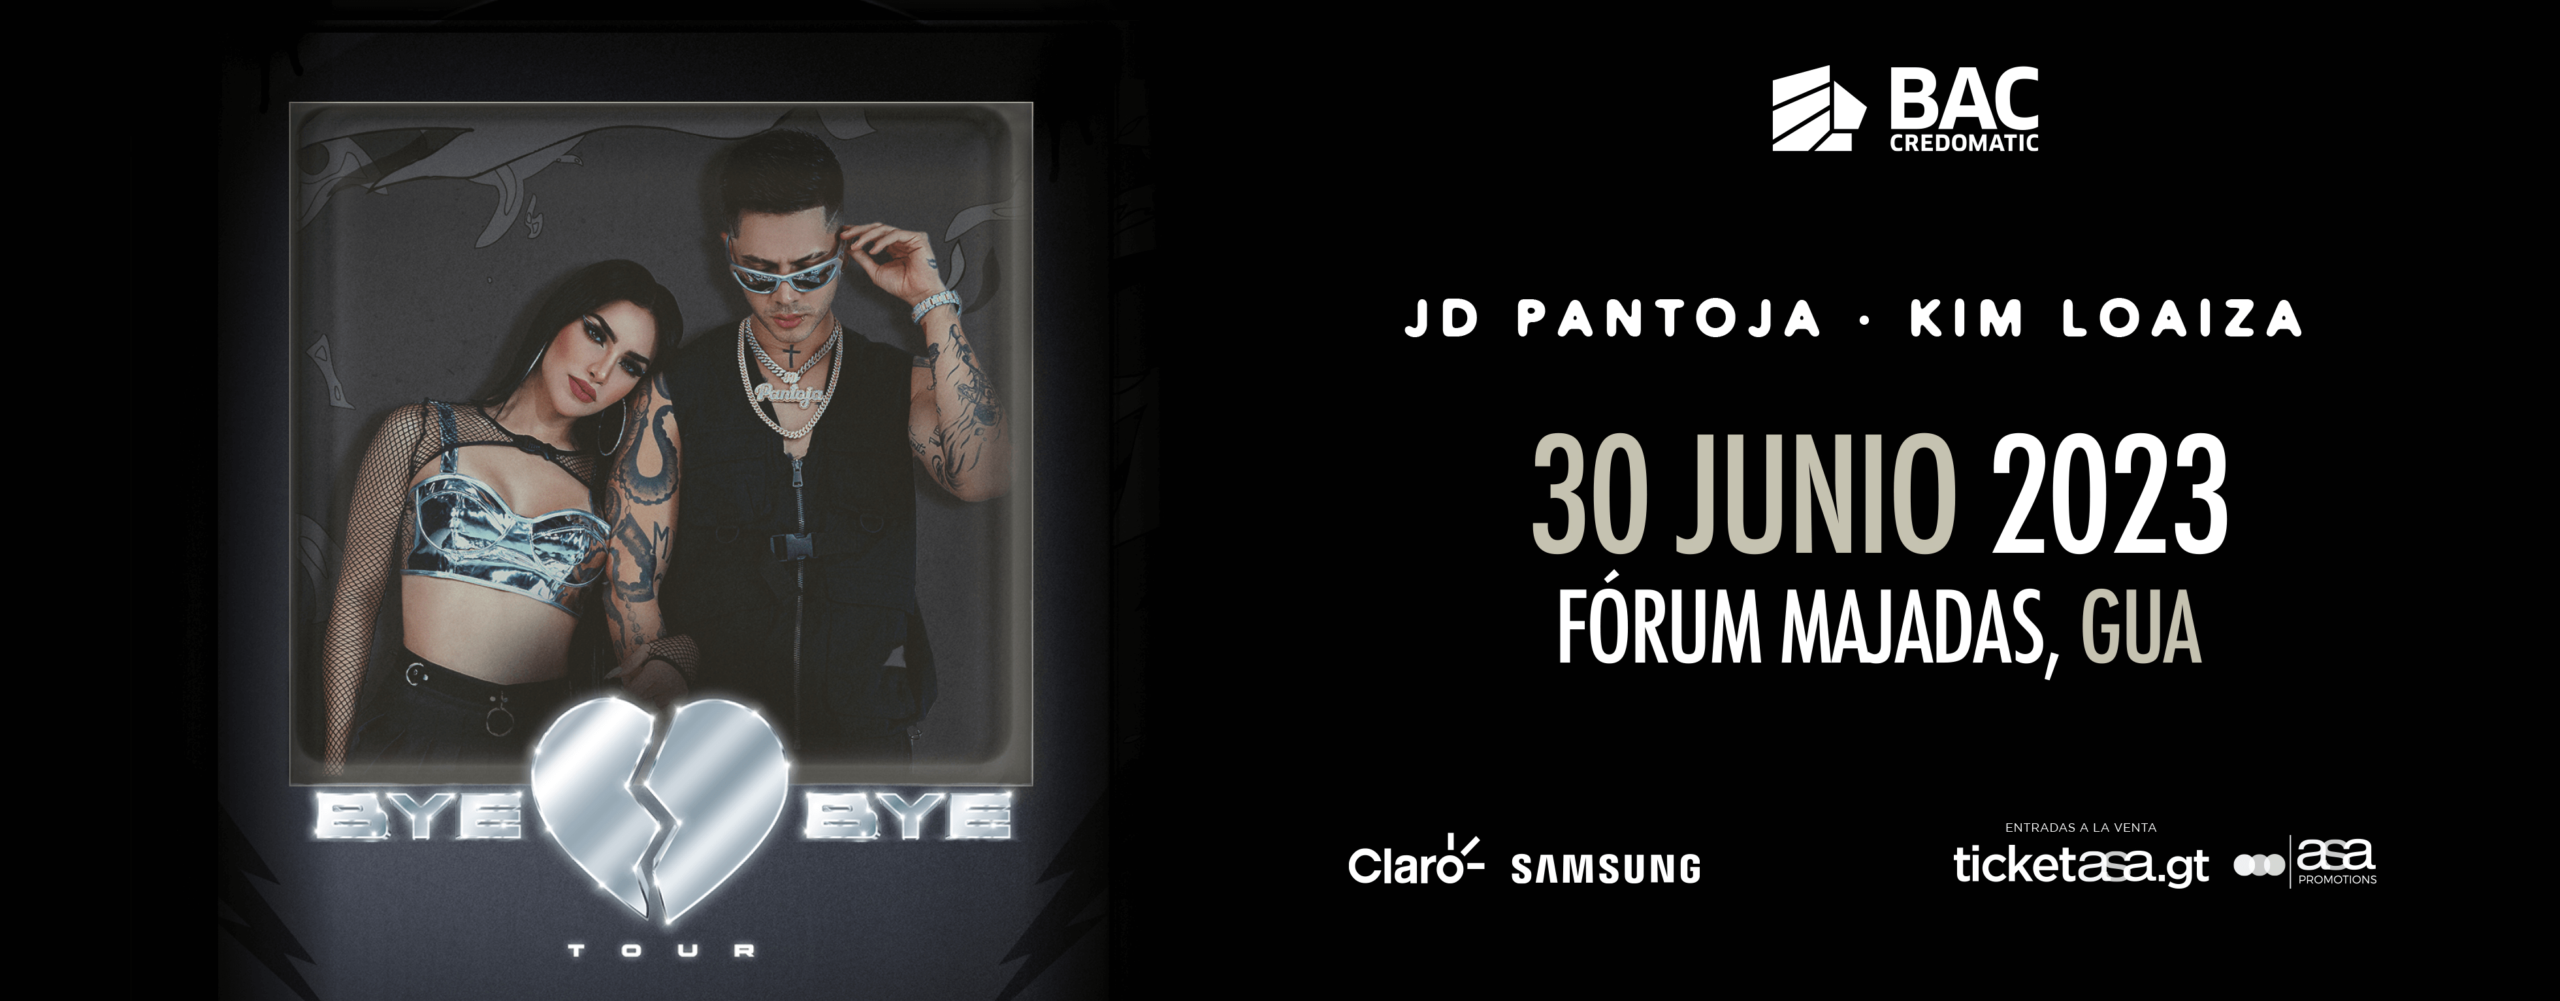 BAC
CREDOMATIC
JD PANTOJA · KIM LOAIZA
30 JUNIO 2023
FÓRUM MAJADAS, GUA
Pantoja
BYE BYE
TOUR
Claro SAMSUNG
ENTRADAS A LA VENTA
ticketasa.gt
asa
PROMOTIONS